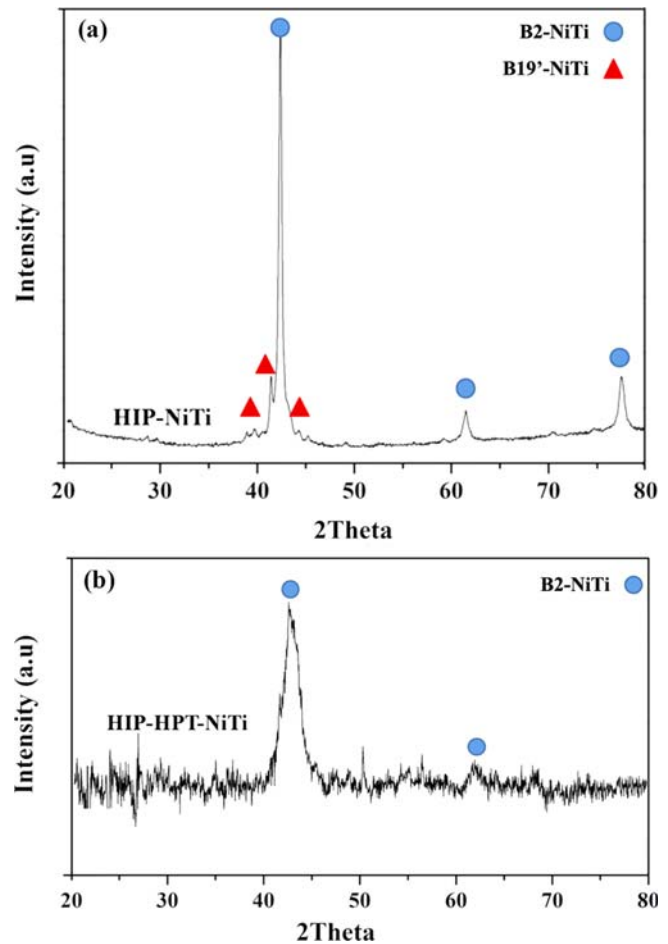 (a)
B2-NiTi
B19’-NiTi
Intensity (a.u)
HIP-NiTi
20 30 40 50 60 70 80
2Theta
(b)
B2-NiTi
Intensity (a.u)
HIP-HPT-NiTi
20 30 40 50 60 70 80
2Theta